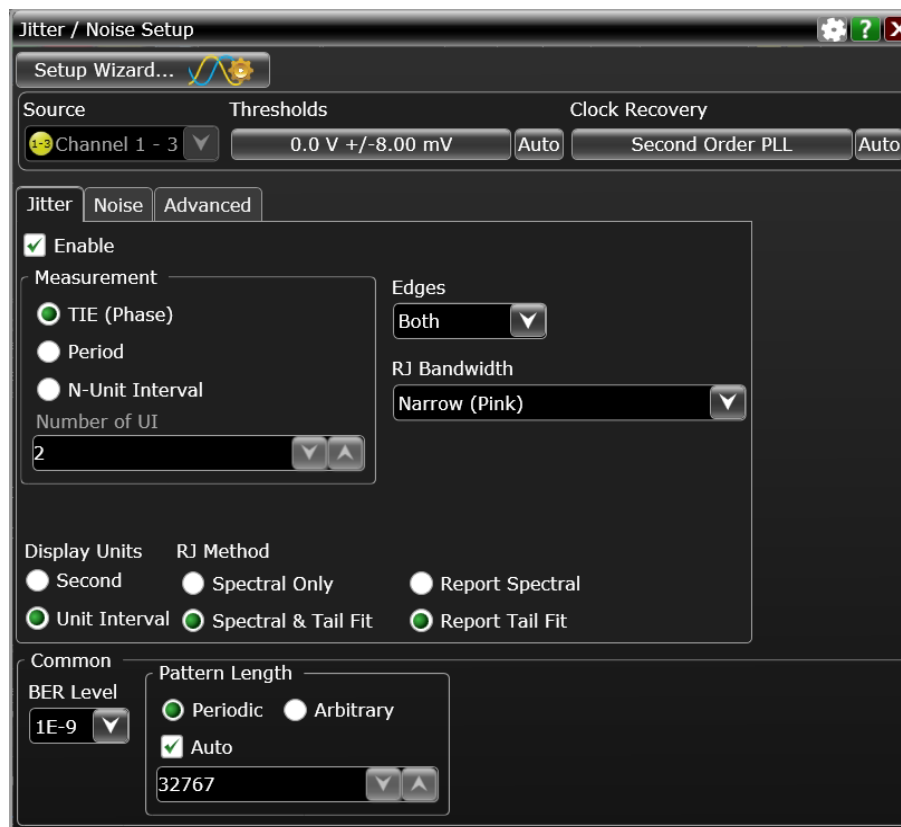 Jitter / Noise Setup ? X
Setup Wizard...
Source Thresholds Clock Recovery
1-3 Channel 1 - 3 0.0 V +/-8.00 mV Auto Second Order PLL Auto
Jitter Noise Advanced
Enable
Measurement
TIE (Phase)
Period
N-Unit Interval
Number of UI
2
Edges
Both
RJ Bandwidth
Narrow (Pink)
Display Units RJ Method
Second Spectral Only Report Spectral
Unit Interval Spectral & Tail Fit Report Tail Fit
Common
BER Level
1E-9
Pattern Length
Periodic Arbitrary
Auto
32767